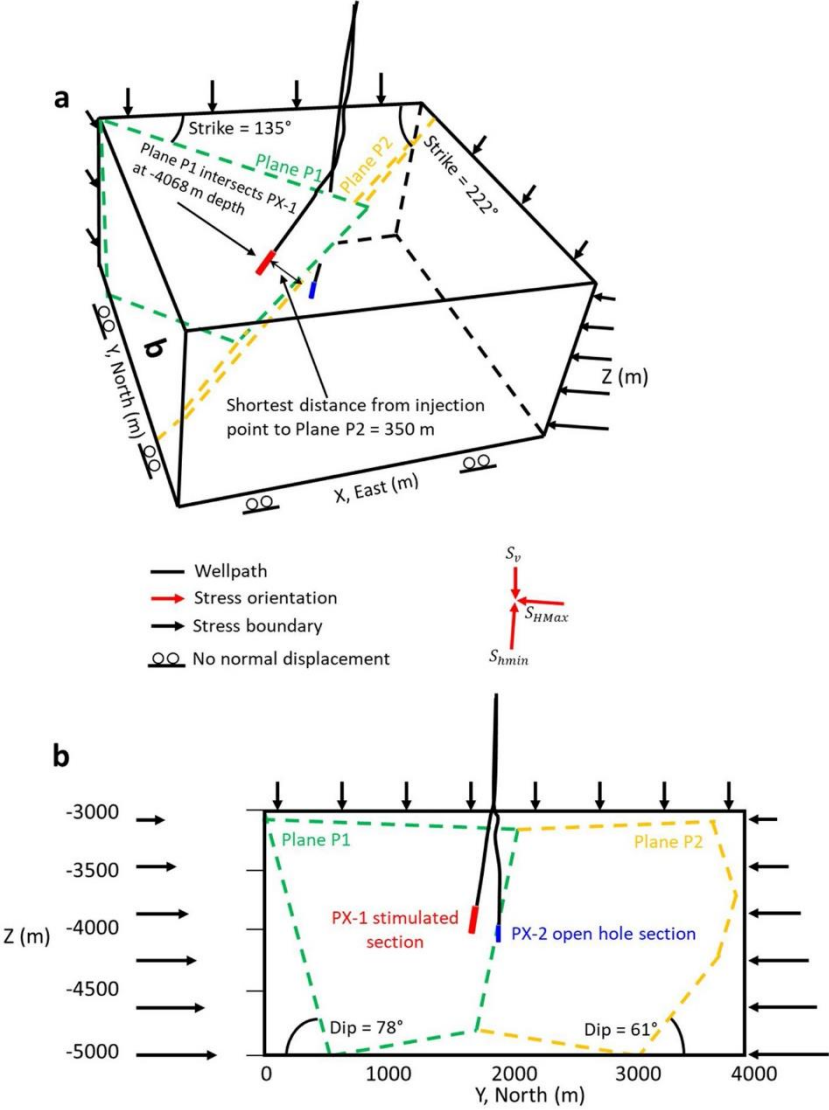 a
Strike = 135°
Plane P1
Plane P2
Strike = 222°
Plane P1 intersects PX-1
at -4068 m depth
b
Y, North (m)
Z (m)
Shortest distance from injection
point to Plane P2 = 350 m
X, East (m)
Wellpath
Stress orientation
Stress boundary
No normal displacement
S_v
S_HMax
S_hmin
b
-3000
-3500
-4000
-4500
-5000
Z (m)
Plane P1
Plane P2
PX-1 stimulated
section
PX-2 open hole section
Dip = 78°
Dip = 61°
0 1000 2000 3000 4000
Y, North (m)